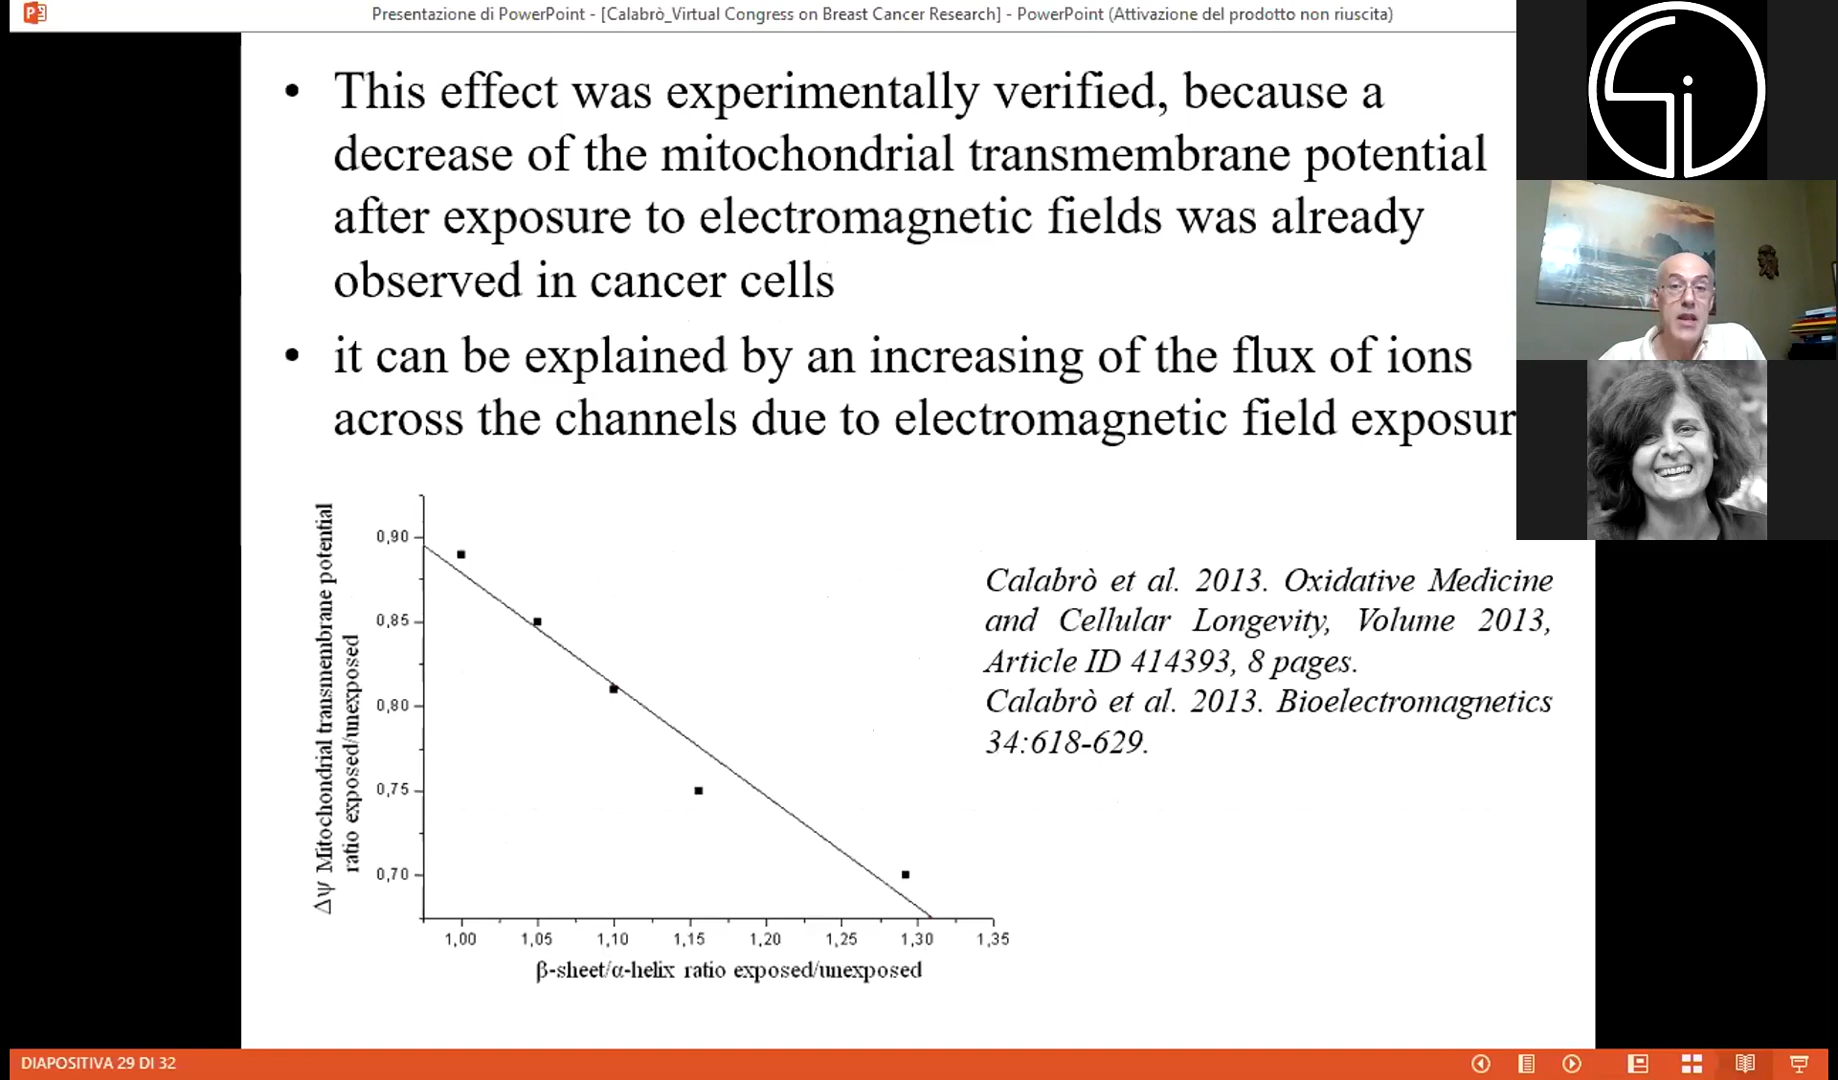 Presentazione di PowerPoint - [Calabrò_Virtual Congress on Breast Cancer Research] - PowerPoint (Attivazione del prodotto non riuscita)
• This effect was experimentally verified, because a
decrease of the mitochondrial transmembrane potential
after exposure to electromagnetic fields was already
observed in cancer cells
• it can be explained by an increasing of the flux of ions
across the channels due to electromagnetic field exposur
Δψ Mitochondrial transmembrane potential
ratio exposed/unexposed
0,90
0,85
0,80
0,75
0,70
1,00 1,05 1,10 1,15 1,20 1,25 1,30 1,35
β-sheet/α-helix ratio exposed/unexposed
Calabrò et al. 2013. Oxidative Medicine
and Cellular Longevity, Volume 2013,
Article ID 414393, 8 pages.
Calabrò et al. 2013. Bioelectromagnetics
34:618-629.
DIAPOSITIVA 29 DI 32